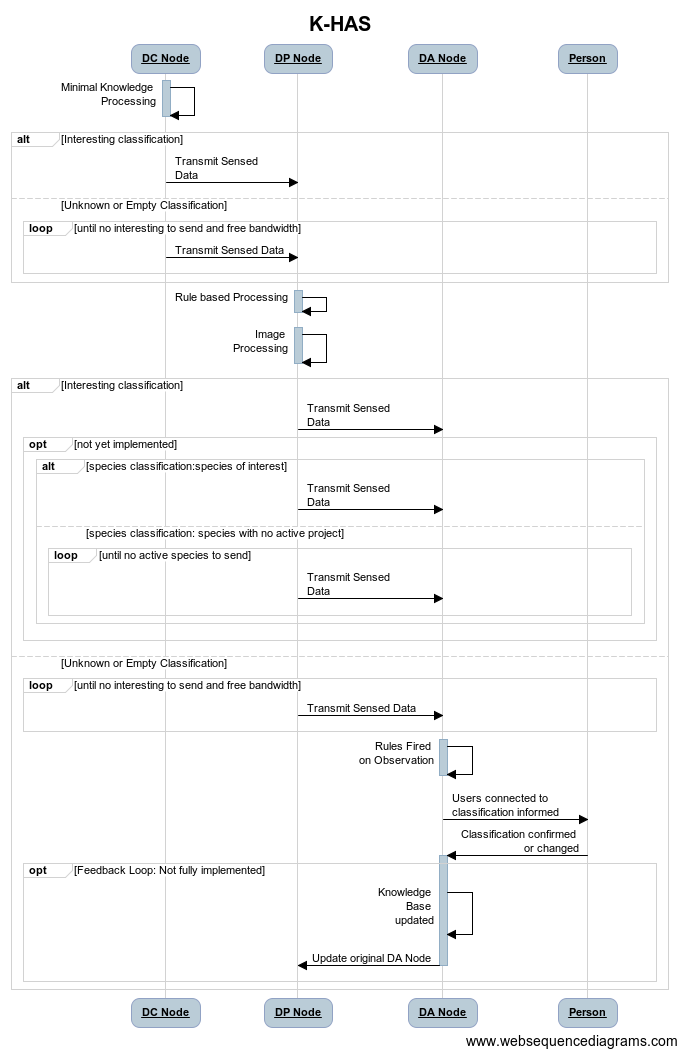 K-HAS
DC Node
DP Node
DA Node
Person
Minimal Knowledge
Processing
alt
[Interesting classification]
Transmit Sensed
Data
[Unknown or Empty Classification]
loop
[until no interesting to send and free bandwidth]
Transmit Sensed Data
Rule based Processing
Image
Processing
alt
[Interesting classification]
Transmit Sensed
Data
opt
[not yet implemented]
alt
[species classification:species of interest]
Transmit Sensed
Data
[species classification: species with no active project]
loop
[until no active species to send]
Transmit Sensed
Data
[Unknown or Empty Classification]
loop
[until no interesting to send and free bandwidth]
Transmit Sensed Data
Rules Fired
on Observation
Users connected to
classification informed
Classification confirmed
or changed
opt
[Feedback Loop: Not fully implemented]
Knowledge
Base
updated
Update original DA Node
DC Node
DP Node
DA Node
Person
www.websequencediagrams.com